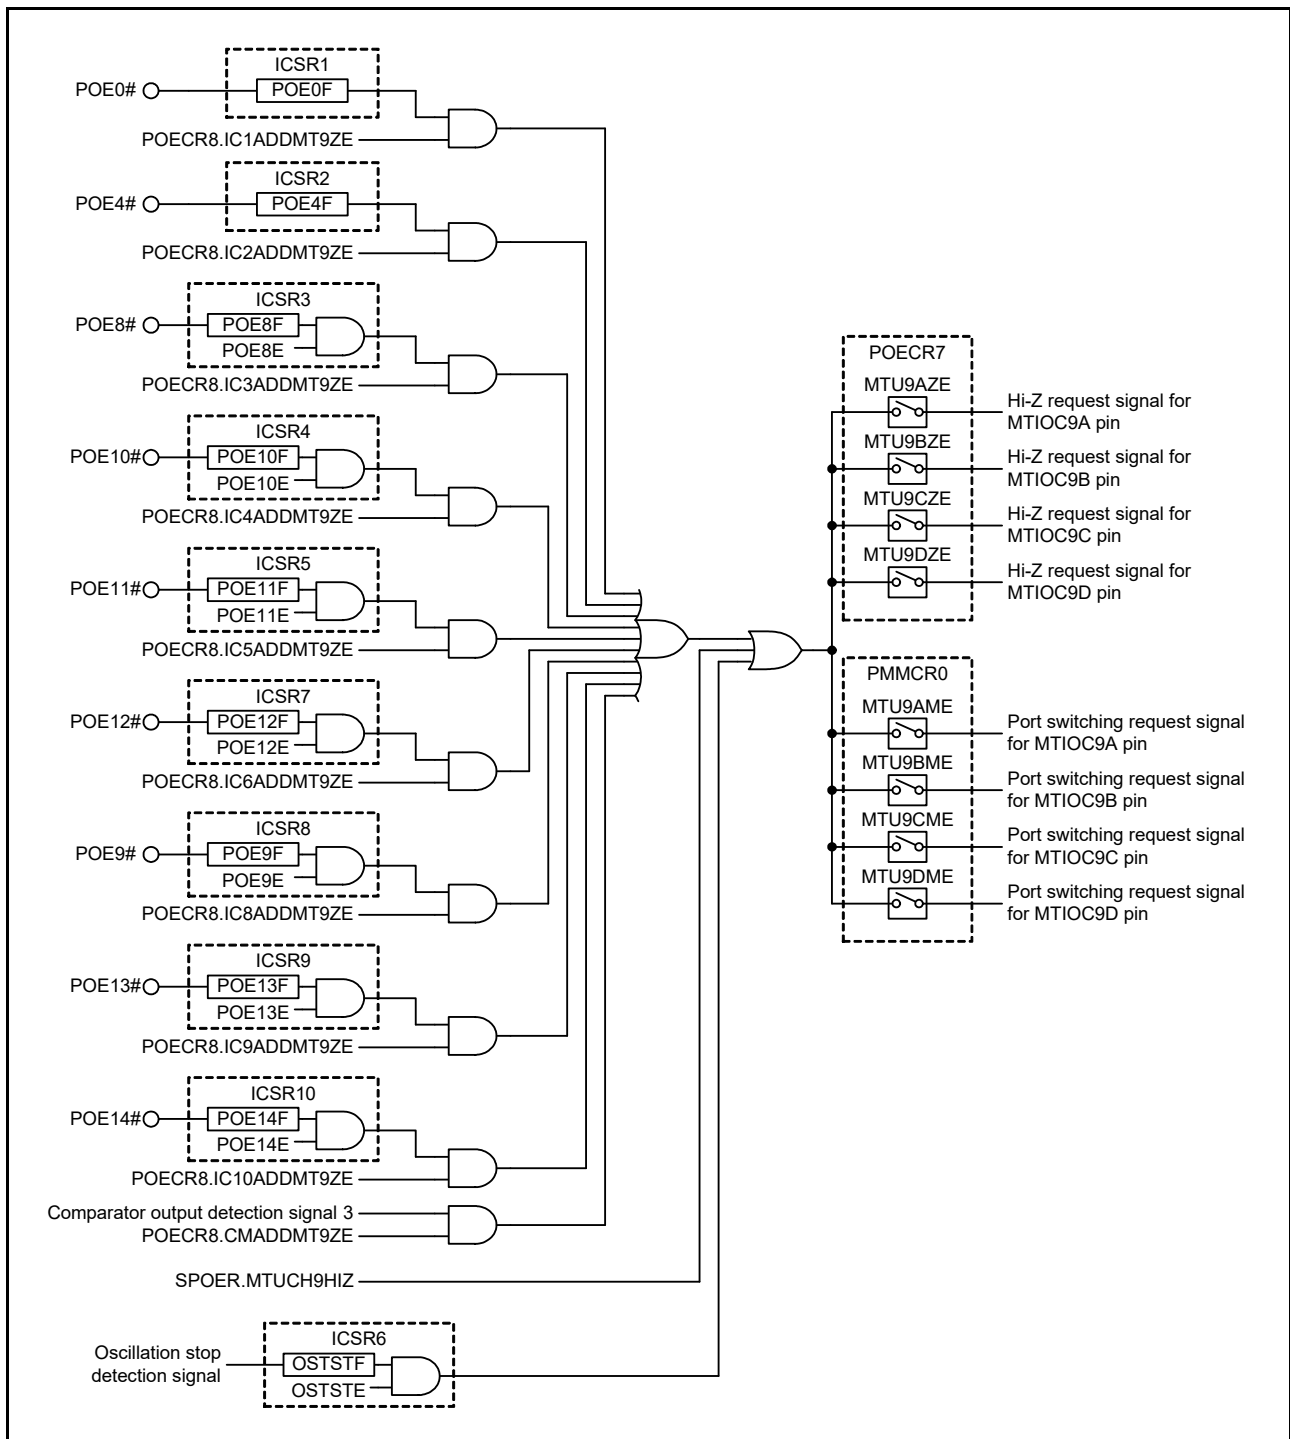 ICSR1
POE0#
POE0F
POECR8.IC1ADDMT9ZE
ICSR2
POE4#
POE4F
POECR8.IC2ADDMT9ZE
ICSR3
POE8#
POE8F
POE8E
POECR8.IC3ADDMT9ZE
ICSR4
POE10#
POE10F
POE10E
POECR8.IC4ADDMT9ZE
ICSR5
POE11#
POE11F
POE11E
POECR8.IC5ADDMT9ZE
ICSR7
POE12#
POE12F
POE12E
POECR8.IC6ADDMT9ZE
ICSR8
POE9#
POE9F
POE9E
POECR8.IC8ADDMT9ZE
ICSR9
POE13#
POE13F
POE13E
POECR8.IC9ADDMT9ZE
ICSR10
POE14#
POE14F
POE14E
POECR8.IC10ADDMT9ZE
Comparator output detection signal 3
POECR8.CMADDMT9ZE
SPOER.MTUCH9HIZ
ICSR6
Oscillation stop
detection signal
OSTSTF
OSTSTE
POECR7
MTU9AZE
Hi-Z request signal for
MTIOC9A pin
MTU9BZE
Hi-Z request signal for
MTIOC9B pin
MTU9CZE
Hi-Z request signal for
MTIOC9C pin
MTU9DZE
Hi-Z request signal for
MTIOC9D pin
PMMCR0
MTU9AME
Port switching request signal
for MTIOC9A pin
MTU9BME
Port switching request signal
for MTIOC9B pin
MTU9CME
Port switching request signal
for MTIOC9C pin
MTU9DME
Port switching request signal
for MTIOC9D pin